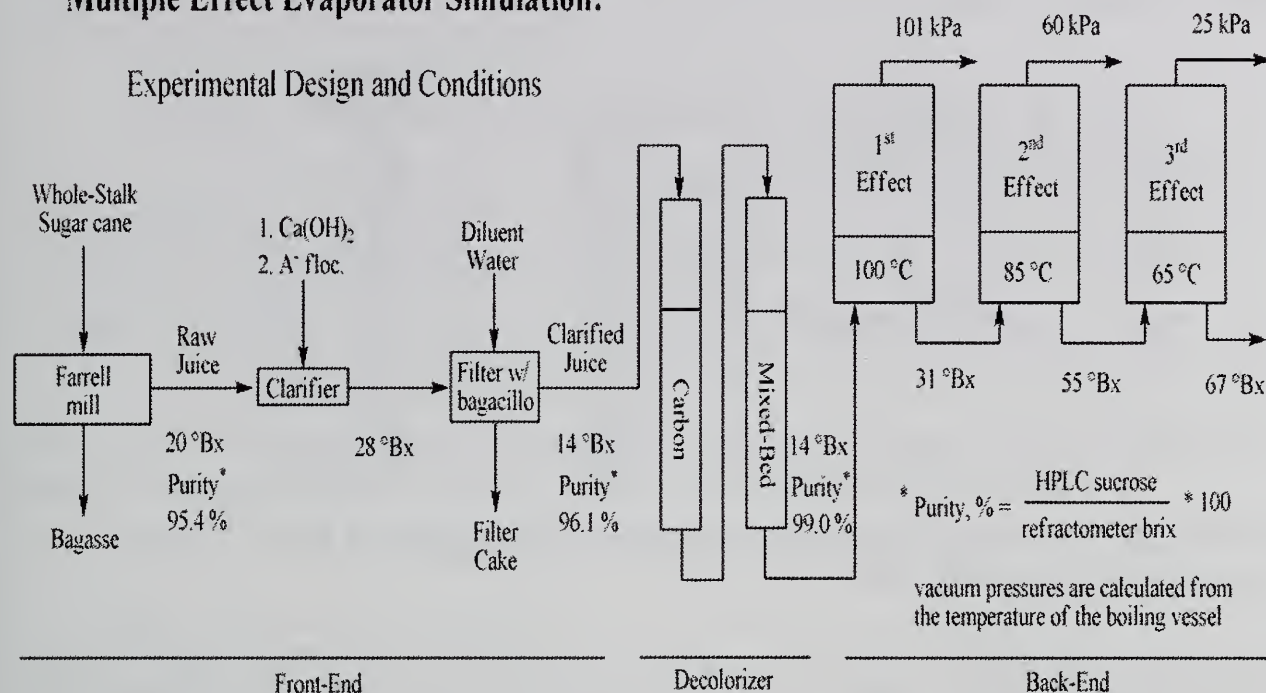 Multiple Effect Evaporator Simulation:
Experimental Design and Conditions
101 kPa
60 kPa
25 kPa
1st
Effect
2nd
Effect
3rd
Effect
100 °C
85 °C
65 °C
31 °Bx
55 °Bx
67 °Bx
Whole-Stalk
Sugar cane
1. Ca(OH)2
2. A- floc.
Diluent
Water
Farrell
mill
Raw
Juice
Clarifier
Filter w/
bagacillo
Clarified
Juice
20 °Bx
Purity*
95.4 %
28 °Bx
14 °Bx
Purity*
96.1 %
Bagasse
Filter
Cake
Carbon
Mixed-Bed
14 °Bx
Purity*
99.0 %
* Purity, % = HPLC sucrose / refractometer brix * 100
vacuum pressures are calculated from
the temperature of the boiling vessel
Front-End
Decolorizer
Back-End